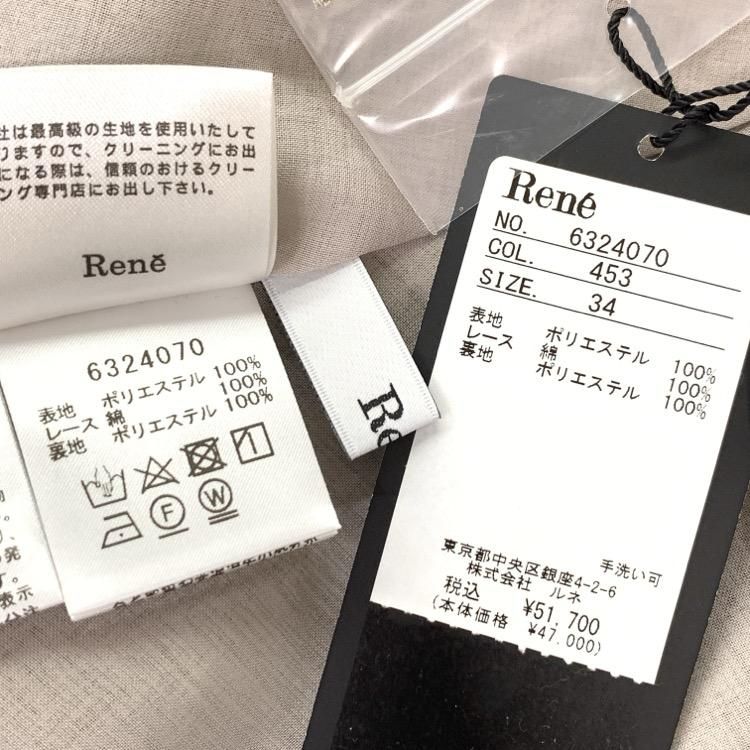 社は最高級の生地を使用いたして
りますので、クリーニングにお出
になる際は、信頼のおけるクリー
ング専門店にお出し下さい。
René
6324070
表地 ポリエステル 100%
レース 綿 100%
裏地 ポリエステル 100%
F
W
René
NO. 6324070
COL. 453
SIZE. 34
表地 ポリエステル 100%
レース 綿 100%
裏地 ポリエステル 100%
手洗い可
東京都中央区銀座4-2-6
株式会社 ルネ
税込 ¥51,700
(本体価格 ¥47,000)